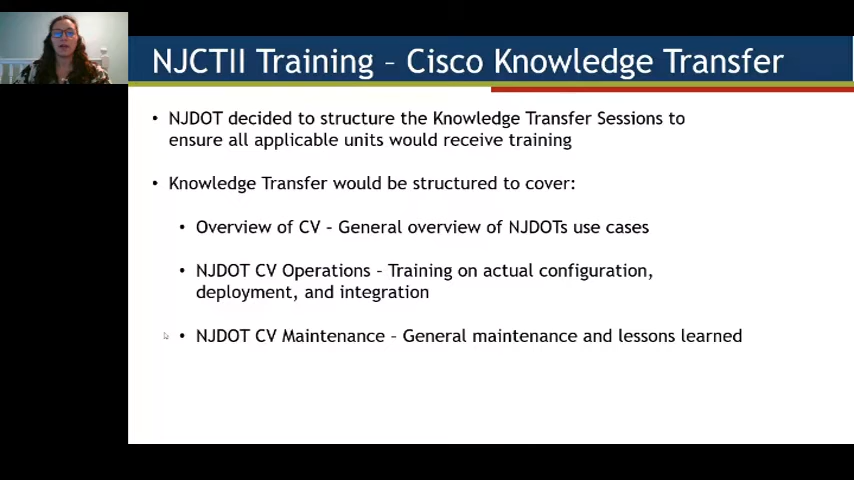 NJCTII Training – Cisco Knowledge Transfer
• NJDOT decided to structure the Knowledge Transfer Sessions to
ensure all applicable units would receive training
• Knowledge Transfer would be structured to cover:
• Overview of CV – General overview of NJDOTs use cases
• NJDOT CV Operations – Training on actual configuration,
deployment, and integration
• NJDOT CV Maintenance – General maintenance and lessons learned